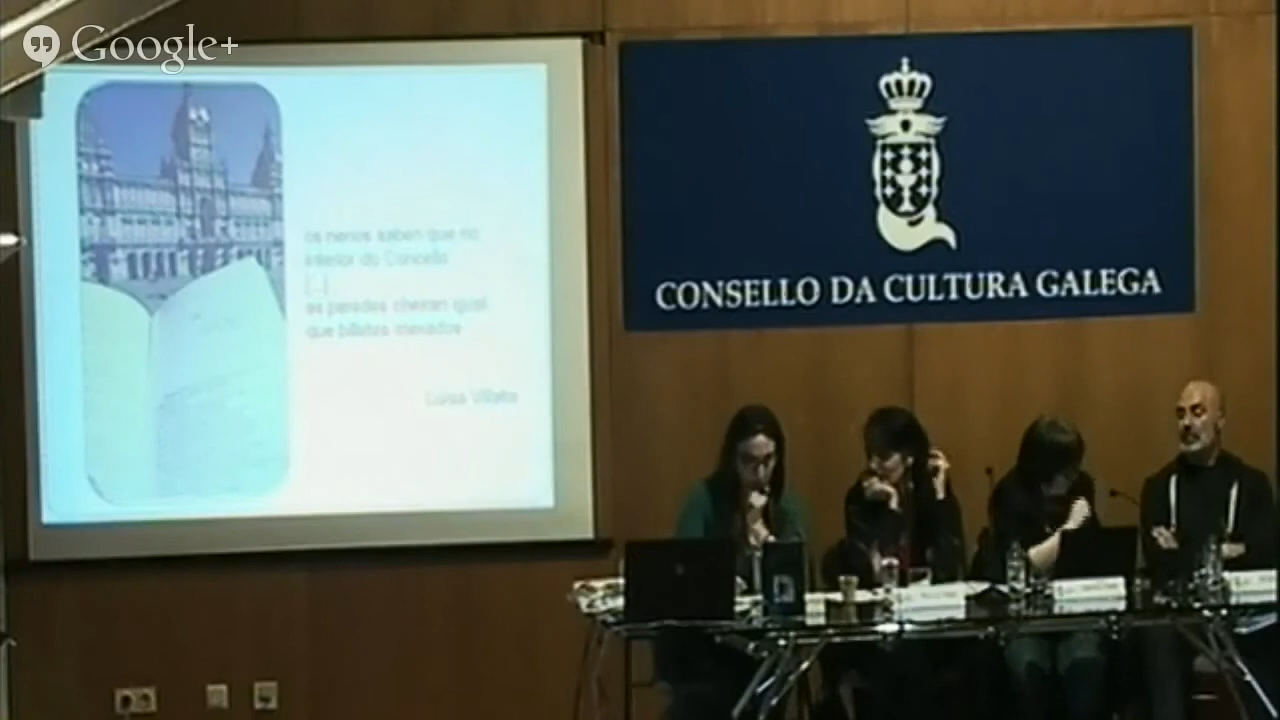 Google+
os nenos saben que no
interior do Concello
[...]
as paredes cheiran igual
que billetes mexados
Luisa Villalta
CONSELLO DA CULTURA GALEGA